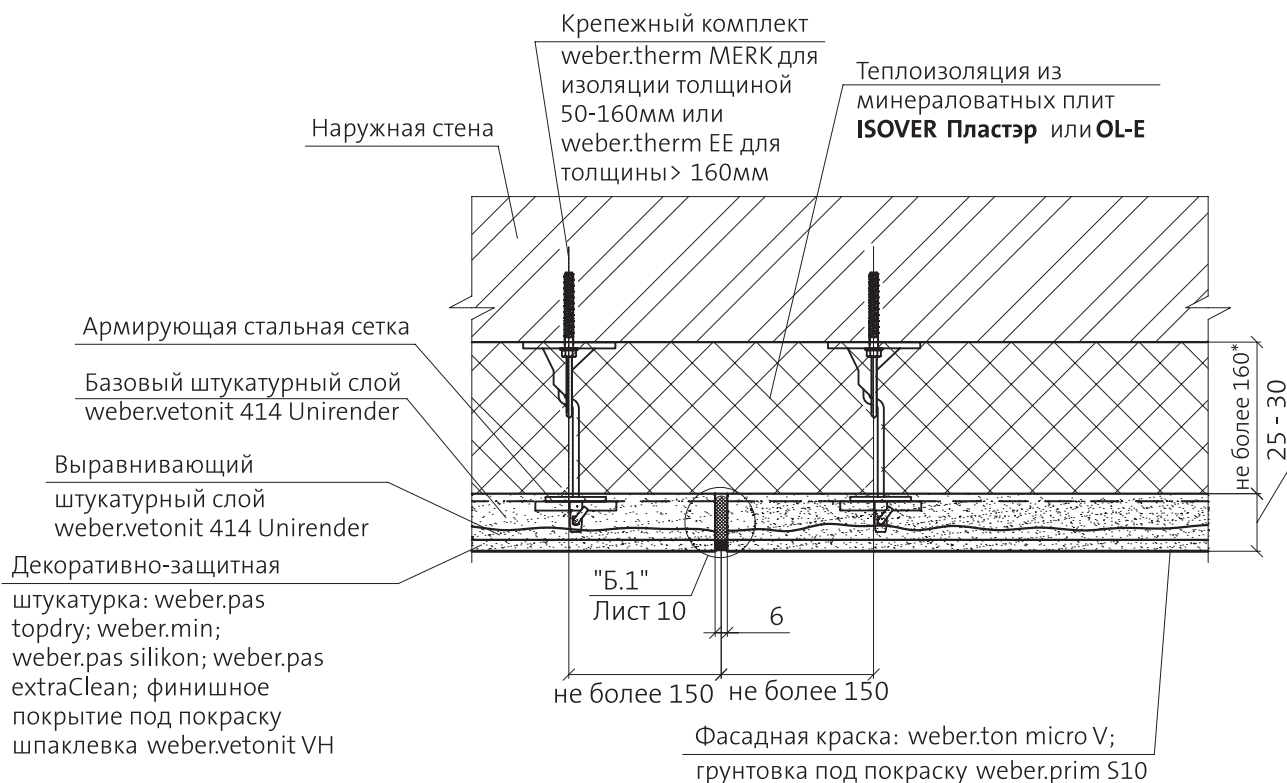 Крепежный комплект
weber.therm MERK для
изоляции толщиной
50-160мм или
weber.therm EE для
толщины> 160мм
Теплоизоляция из
минераловатных плит
ISOVER Пластэр или OL-E
Наружная стена
Армирующая стальная сетка
Базовый штукатурный слой
weber.vetonit 414 Unirender
Выравнивающий
штукатурный слой
weber.vetonit 414 Unirender
Декоративно-защитная
штукатурка: weber.pas
topdry; weber.min;
weber.pas silikon; weber.pas
extraClean; финишное
покрытие под покраску
шпаклевка weber.vetonit VH
не более 160*
25 - 30
"Б.1"
Лист 10
6
не более 150
не более 150
Фасадная краска: weber.ton micro V;
грунтовка под покраску weber.prim S10